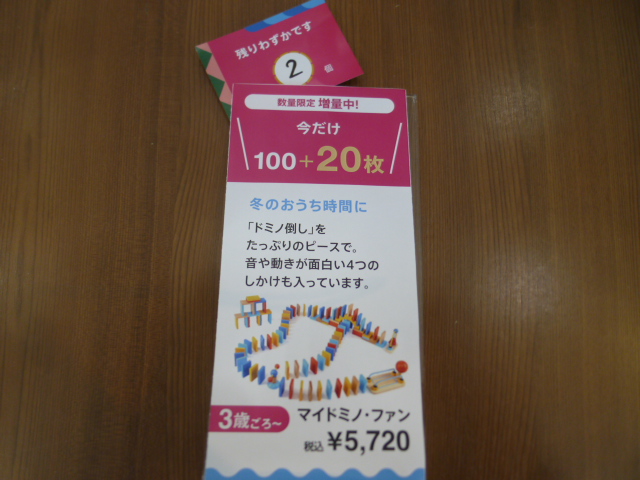 残りわずかです
2 個
数量限定 増量中!
今だけ
100+20枚
冬のおうち時間に
「ドミノ倒し」を
たっぷりのピースで。
音や動きが面白い4つの
しかけも入っています。
3歳ごろ~
マイドミノ・ファン
税込 ¥5,720